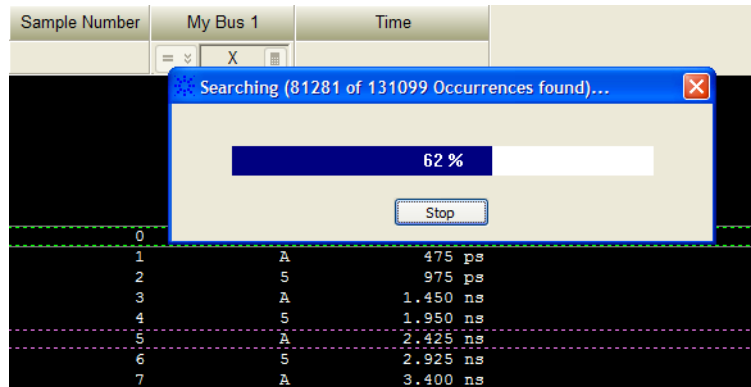 Sample Number My Bus 1 Time
= X
Searching (81281 of 131099 Occurrences found)...
62 %
Stop
0
1 A 475 ps
2 5 975 ps
3 A 1.450 ns
4 5 1.950 ns
5 A 2.425 ns
6 5 2.925 ns
7 A 3.400 ns